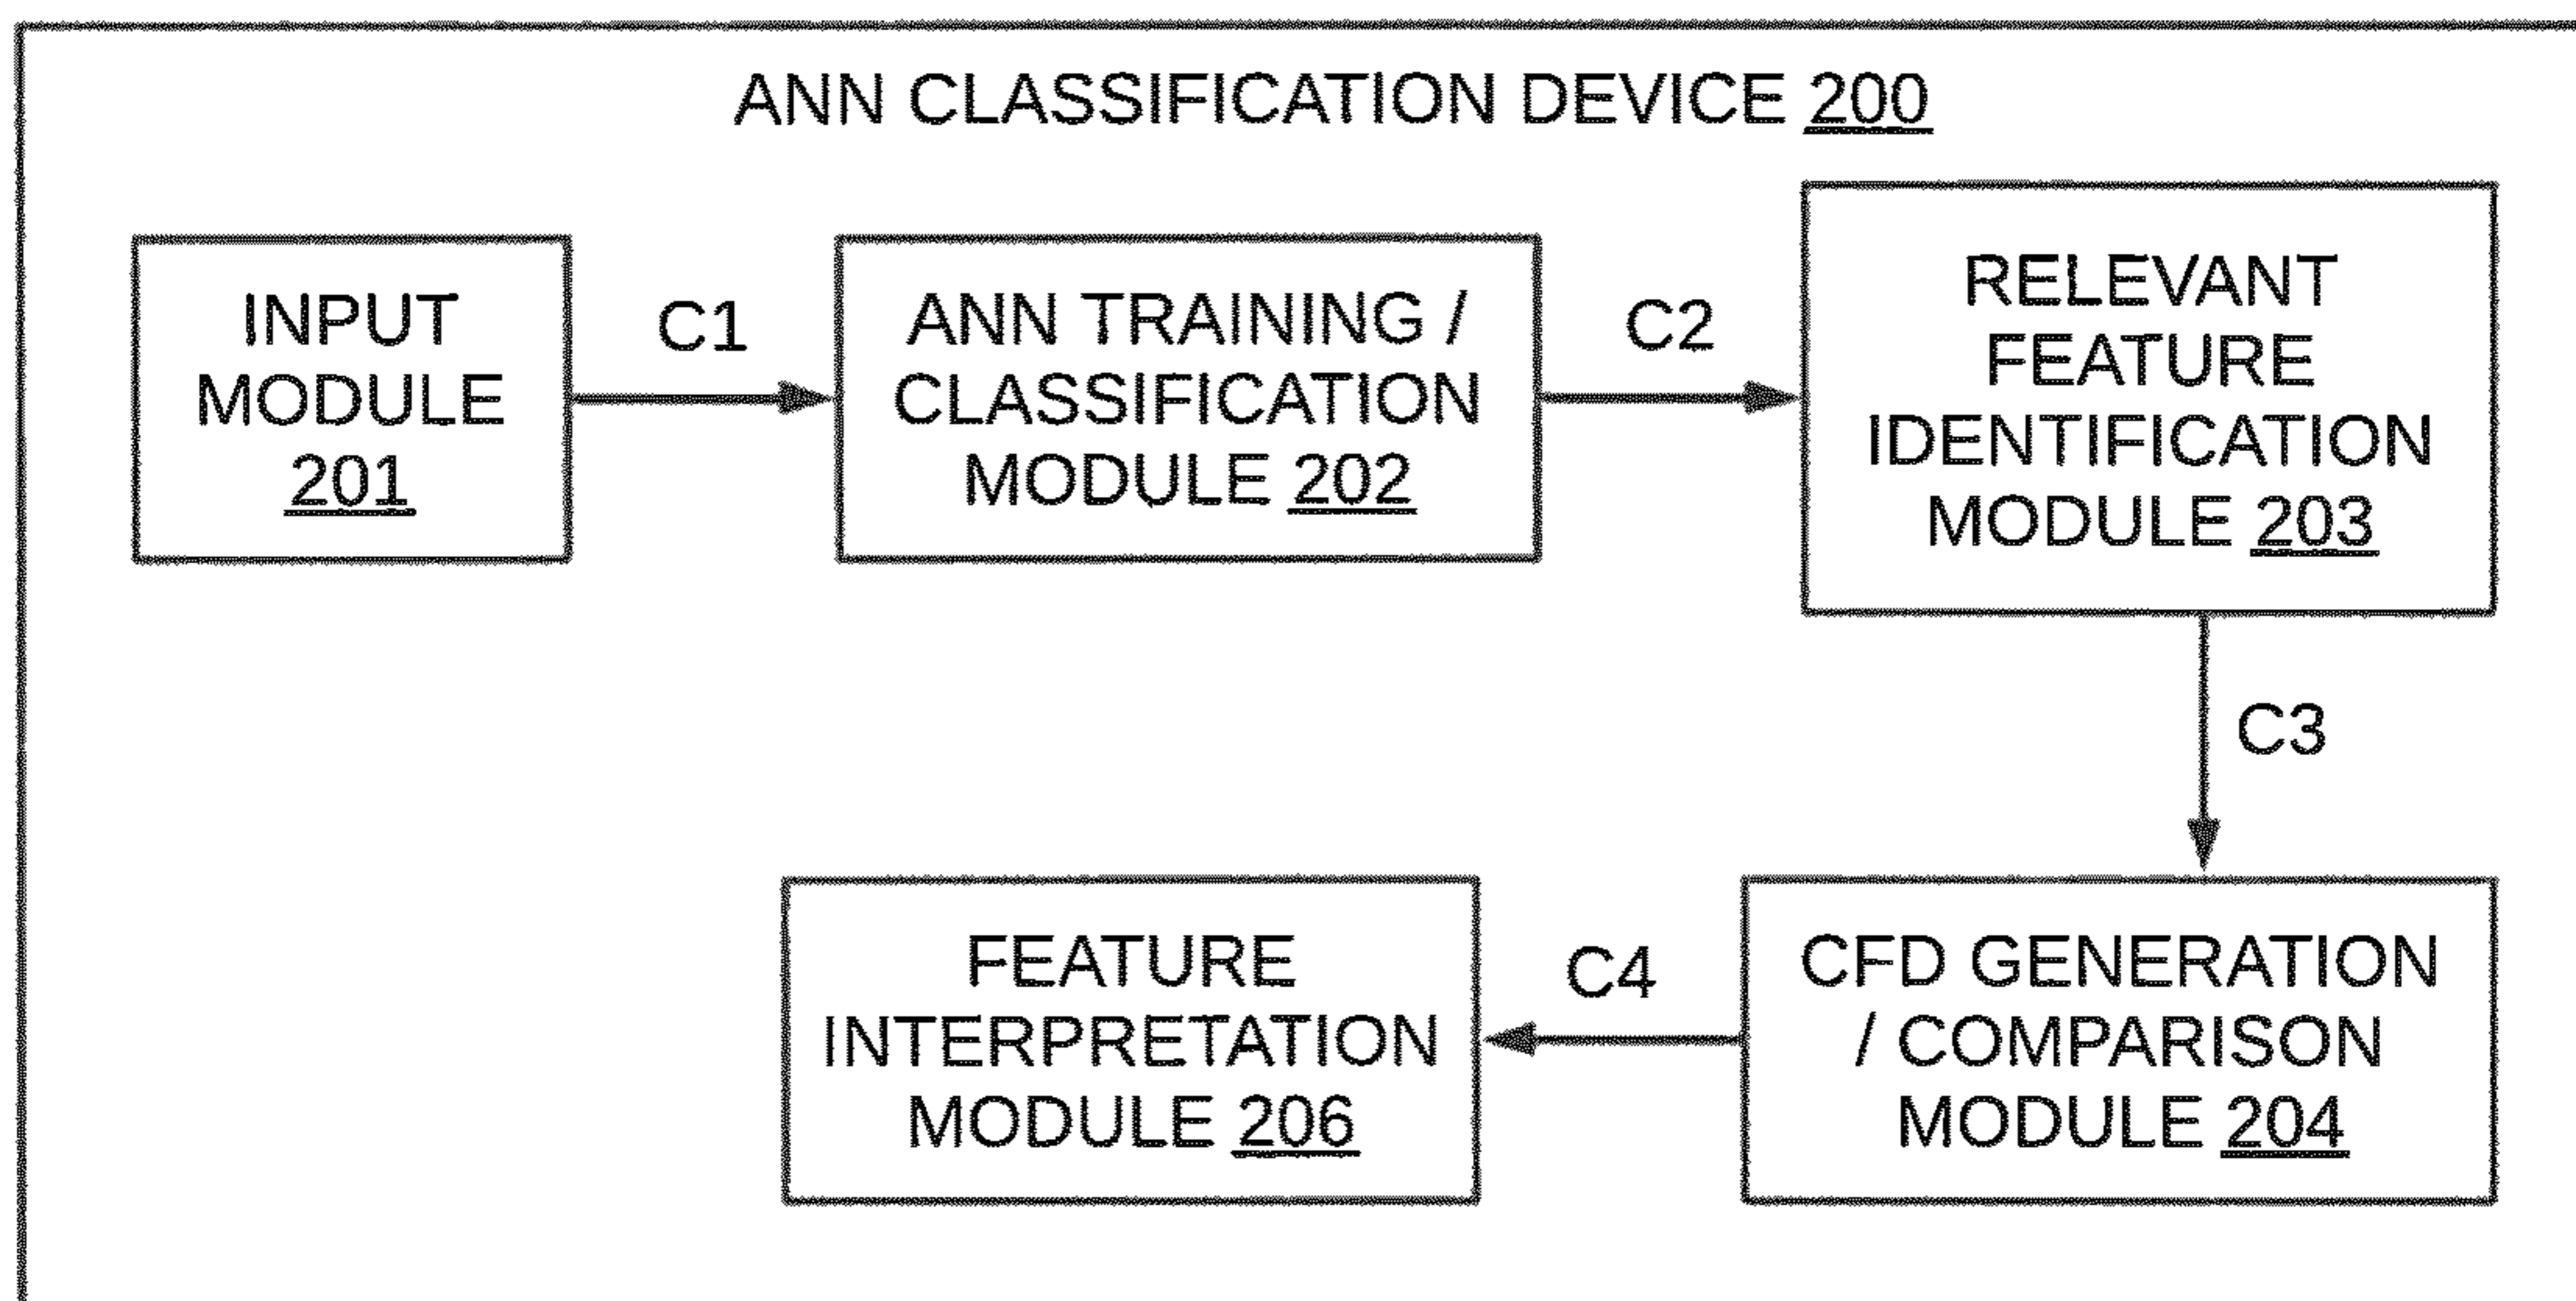 ANN CLASSIFICATION DEVICE 200
INPUT
MODULE
201
C1
ANN TRAINING /
CLASSIFICATION
MODULE 202
C2
RELEVANT
FEATURE
IDENTIFICATION
MODULE 203
C3
CFD GENERATION
/ COMPARISON
MODULE 204
C4
FEATURE
INTERPRETATION
MODULE 206